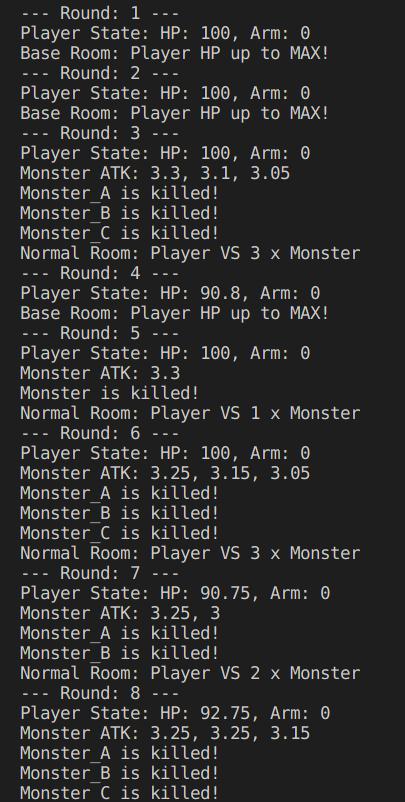 --- Round: 1 ---
Player State: HP: 100, Arm: 0
Base Room: Player HP up to MAX!
--- Round: 2 ---
Player State: HP: 100, Arm: 0
Base Room: Player HP up to MAX!
--- Round: 3 ---
Player State: HP: 100, Arm: 0
Monster ATK: 3.3, 3.1, 3.05
Monster_A is killed!
Monster_B is killed!
Monster_C is killed!
Normal Room: Player VS 3 x Monster
--- Round: 4 ---
Player State: HP: 90.8, Arm: 0
Base Room: Player HP up to MAX!
--- Round: 5 ---
Player State: HP: 100, Arm: 0
Monster ATK: 3.3
Monster is killed!
Normal Room: Player VS 1 x Monster
--- Round: 6 ---
Player State: HP: 100, Arm: 0
Monster ATK: 3.25, 3.15, 3.05
Monster_A is killed!
Monster_B is killed!
Monster_C is killed!
Normal Room: Player VS 3 x Monster
--- Round: 7 ---
Player State: HP: 90.75, Arm: 0
Monster ATK: 3.25, 3
Monster_A is killed!
Monster_B is killed!
Normal Room: Player VS 2 x Monster
--- Round: 8 ---
Player State: HP: 92.75, Arm: 0
Monster ATK: 3.25, 3.25, 3.15
Monster_A is killed!
Monster_B is killed!
Monster_C is killed!